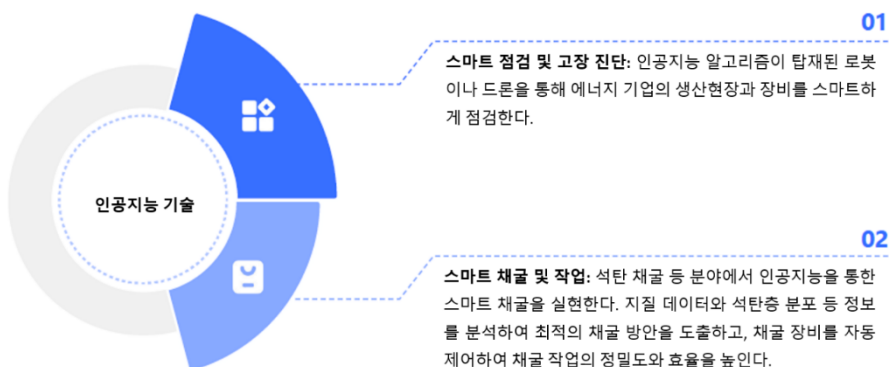 01
스마트 점검 및 고장 진단: 인공지능 알고리즘이 탑재된 로봇
이나 드론을 통해 에너지 기업의 생산현장과 장비를 스마트하
게 점검한다.
인공지능 기술
02
스마트 채굴 및 작업: 석탄 채굴 등 분야에서 인공지능을 통한
스마트 채굴을 실현한다. 지질 데이터와 석탄층 분포 등 정보
를 분석하여 최적의 채굴 방안을 도출하고, 채굴 장비를 자동
제어하여 채굴 작업의 정밀도와 효율을 높인다.